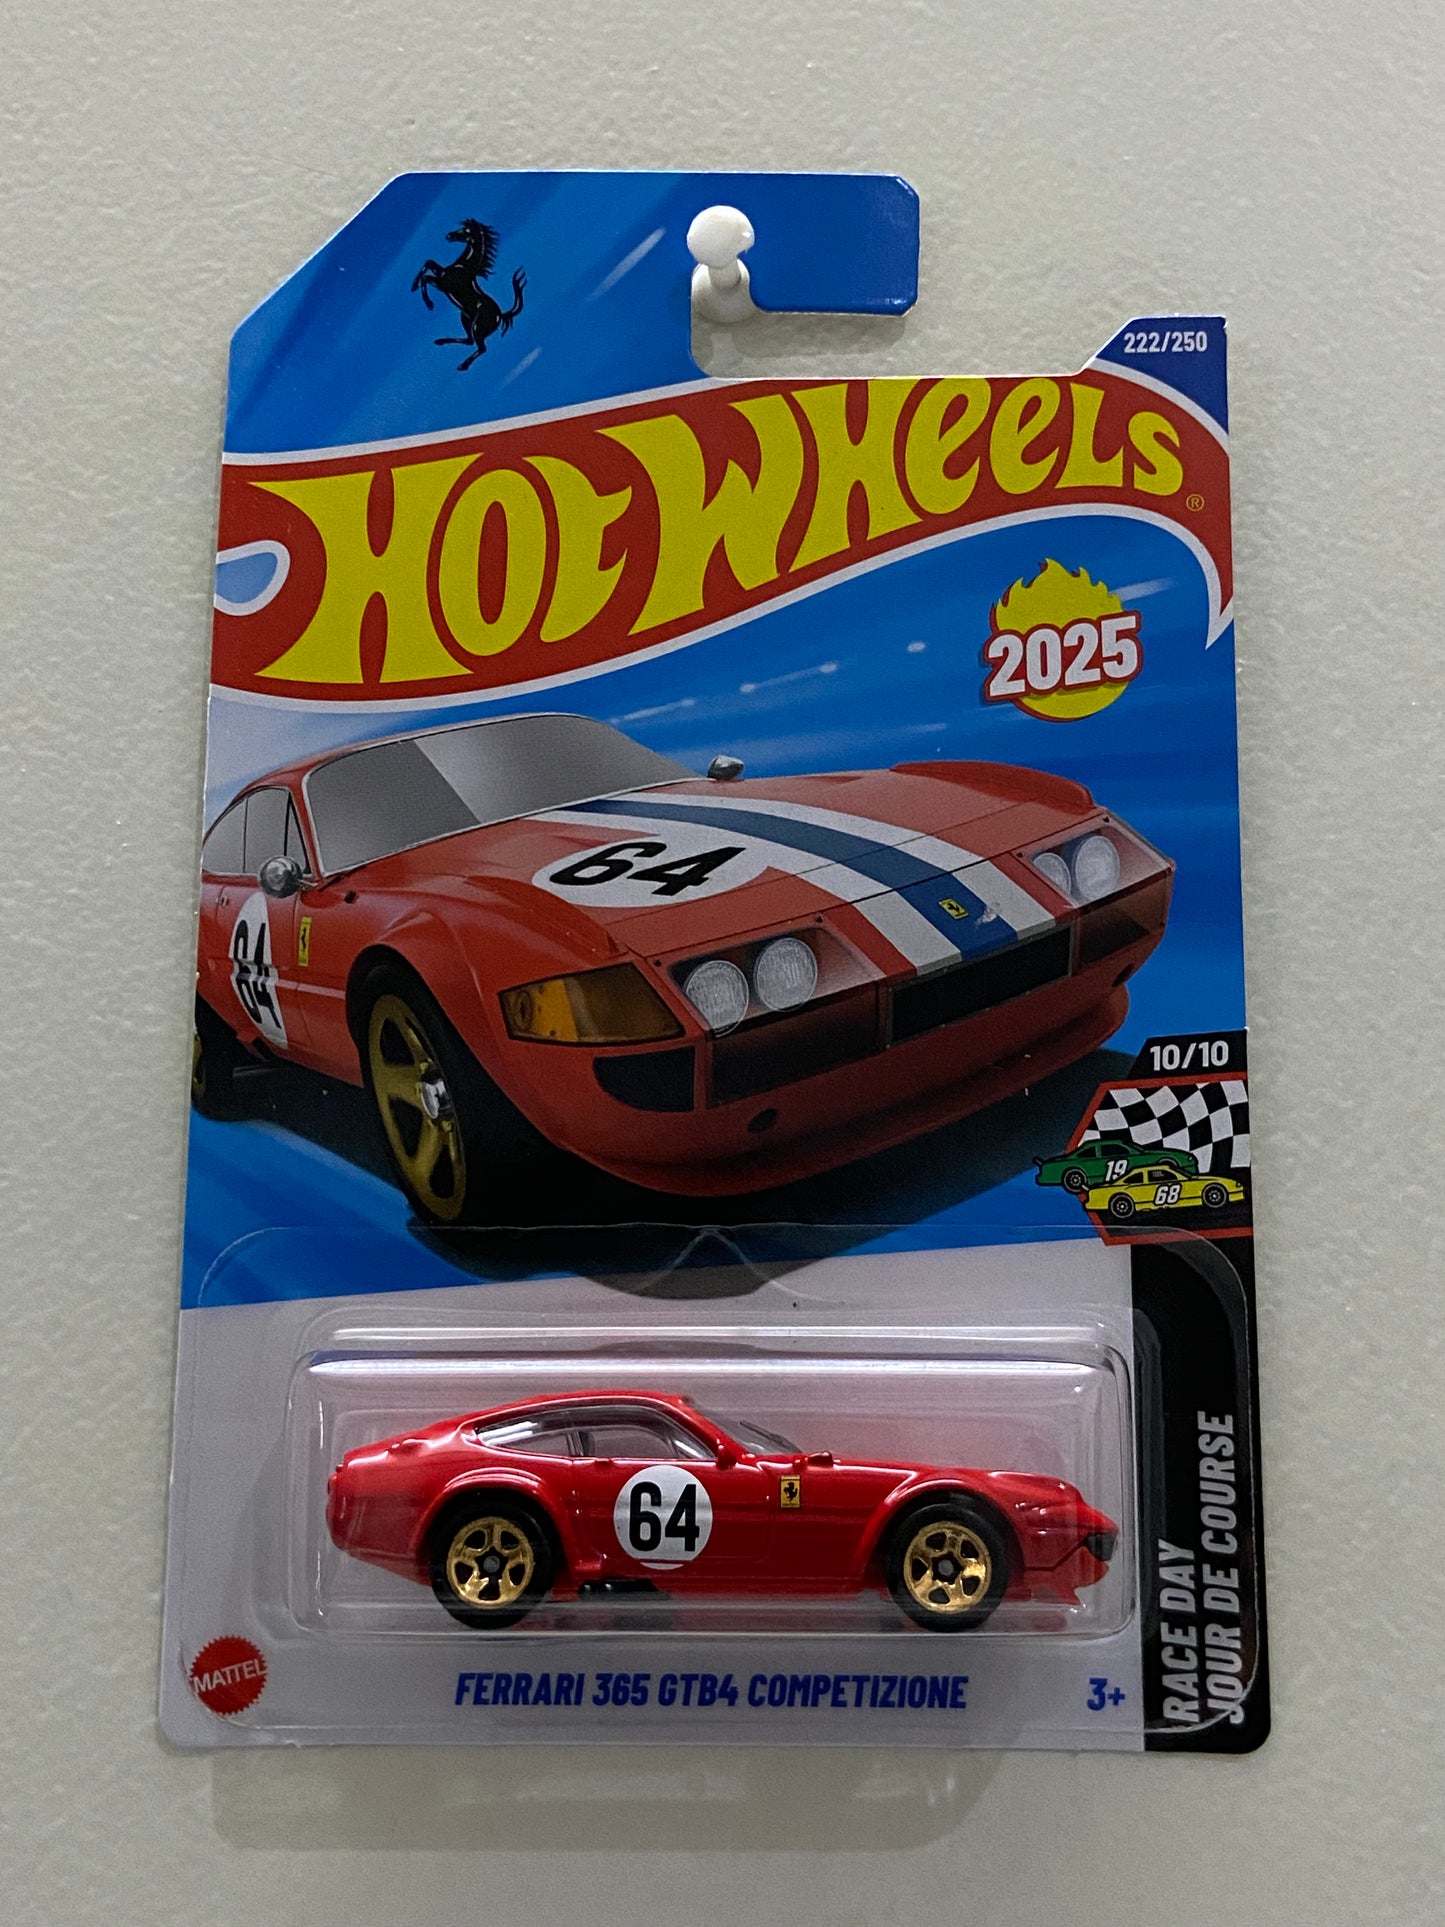 222/250
HOT WHEELS®
2025
64
64
10/10
19
68
64
RACE DAY
JOUR DE COURSE
MATTEL
FERRARI 365 GTB4 COMPETIZIONE
3+